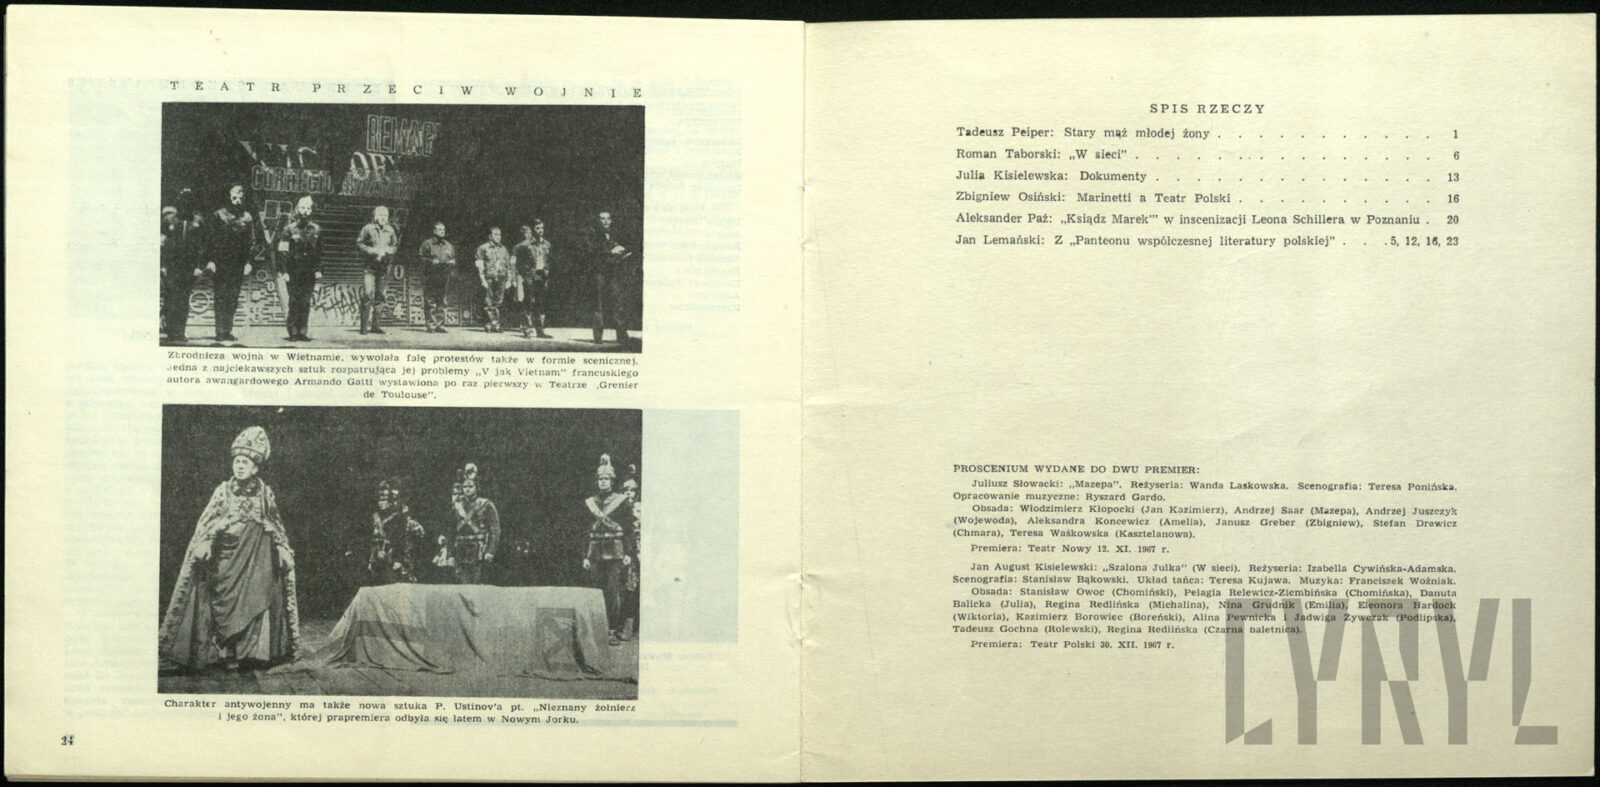 TEATR PRZECIW WOJNIE
REMAG
CORREGID
Zbrodnicza wojna w Wietnamie, wywołała falę protestów także w formie scenicznej.
Jedna z najciekawszych sztuk rozpatrująca jej problemy „V jak Vietnam" francuskiego
autora awangardowego Armando Gatti wystawiona po raz pierwszy w Teatrze „Grenier
de Toulouse".
Charakter antywojenny ma także nowa sztuka P. Ustinov'a pt. „Nieznany żołnierz
i jego żona", której prapremiera odbyła się latem w Nowym Jorku.
24
SPIS RZECZY
Tadeusz Peiper: Stary mąż młodej żony . . . . . . . . . . . . 1
Roman Taborski: „W sieci" . . . . . . . . . . . . . . . . 6
Julia Kisielewska: Dokumenty . . . . . . . . . . . . . . . 13
Zbigniew Osiński: Marinetti a Teatr Polski . . . . . . . . . . . 16
Aleksander Paź: „Ksiądz Marek"' w inscenizacji Leona Schillera w Poznaniu . 20
Jan Lemański: Z „Panteonu współczesnej literatury polskiej" . . . 5, 12, 16, 23
PROSCENIUM WYDANE DO DWU PREMIER:
Juliusz Słowacki: „Mazepa". Reżyseria: Wanda Laskowska. Scenografia: Teresa Ponińska.
Opracowanie muzyczne: Ryszard Gardo.
Obsada: Włodzimierz Kłopocki (Jan Kazimierz), Andrzej Saar (Mazepa), Andrzej Juszczyk
(Wojewoda), Aleksandra Koncewicz (Amelia), Janusz Greber (Zbigniew), Stefan Drewicz
(Chmara), Teresa Waśkowska (Kasztelanowa).
Premiera: Teatr Nowy 12. XI. 1967 r.
Jan August Kisielewski: „Szalona Julka" (W sieci). Reżyseria: Izabella Cywińska-Adamska.
Scenografia: Stanisław Bąkowski. Układ tańca: Teresa Kujawa. Muzyka: Franciszek Woźniak.
Obsada: Stanisław Owoc (Chomiński), Pelagia Relewicz-Ziembińska (Chomińska), Danuta
Balicka (Julia), Regina Redlińska (Michalina), Nina Grudnik (Emilia), Eleonora Hardock
(Wiktoria), Kazimierz Borowiec (Boreński), Alina Pewnicka i Jadwiga Żywczak (Podlipska),
Tadeusz Gochna (Rolewski), Regina Redlińska (Czarna baletnica).
Premiera: Teatr Polski 30. XII. 1967 r.